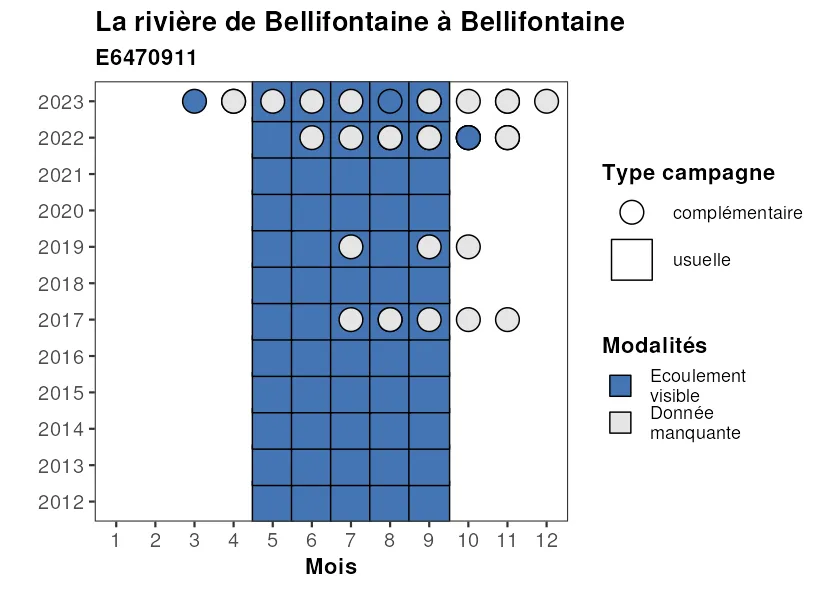 La rivière de Bellifontaine à Bellifontaine
E6470911
2023
2022
2021
2020
2019
2018
2017
2016
2015
2014
2013
2012
1 2 3 4 5 6 7 8 9 10 11 12
Mois
Type campagne
complémentaire
usuelle
Modalités
Ecoulement
visible
Donnée
manquante